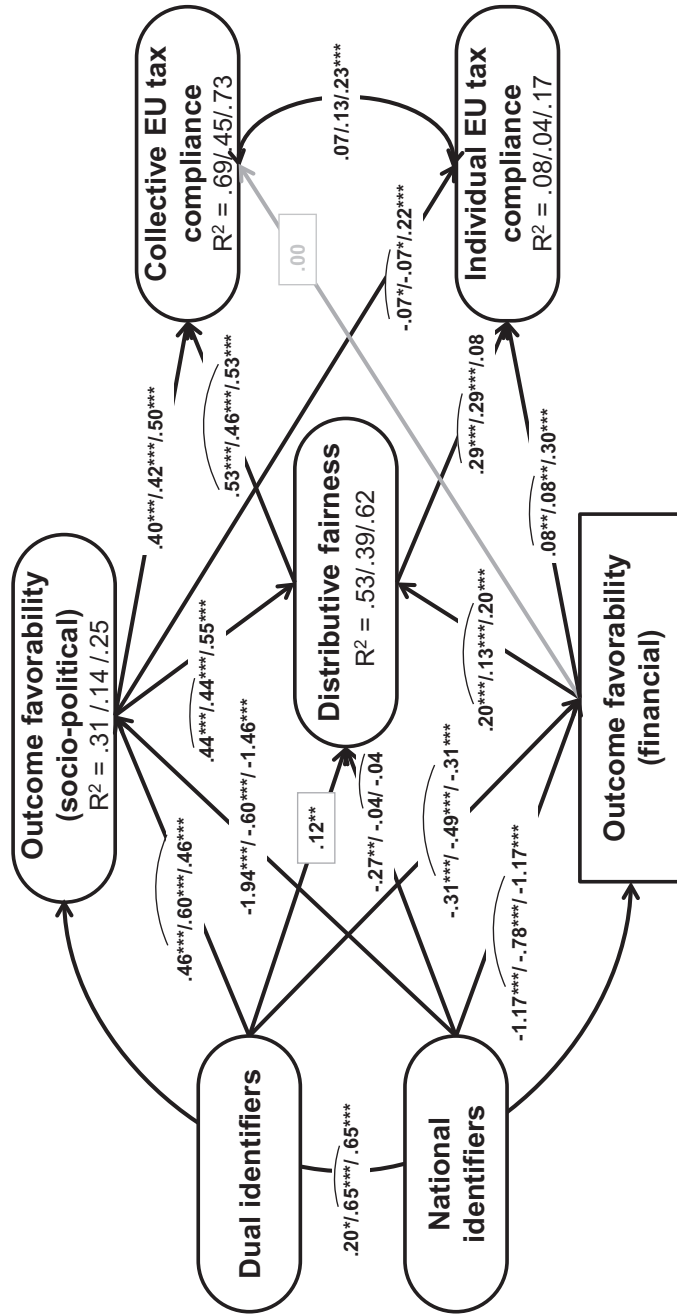 Outcome favorability
(socio-political)
R² = .31 /.14 /.25
Collective EU tax
compliance
R² = .69/.45/.73
.40***/.42***/.50***
.46***/.60***/.46***
.53***/.46***/.53***
.44***/.44***/.55***
-1.94***/ -.60***/ -1.46***
.00
.07/.13/.23***
Dual identifiers
.12**
Distributive fairness
R² = .53/.39/.62
-.07*/-.07*/.22***
.20*/.65***/.65***
-.27**/ -.04/ -.04
.29***/.29***/.08
-.31***/ -.49***/ -.31***
.20***/.13***/.20***
National
identifiers
Individual EU tax
compliance
R² = .08/.04/.17
-1.17***/ -.78***/ -1.17***
.08**/.08**/.30***
Outcome favorability
(financial)